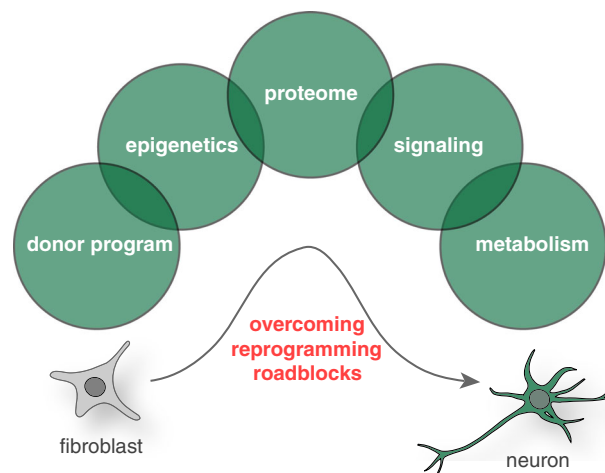 proteome
epigenetics
signaling
donor program
metabolism
overcoming
reprogramming
roadblocks
fibroblast
neuron